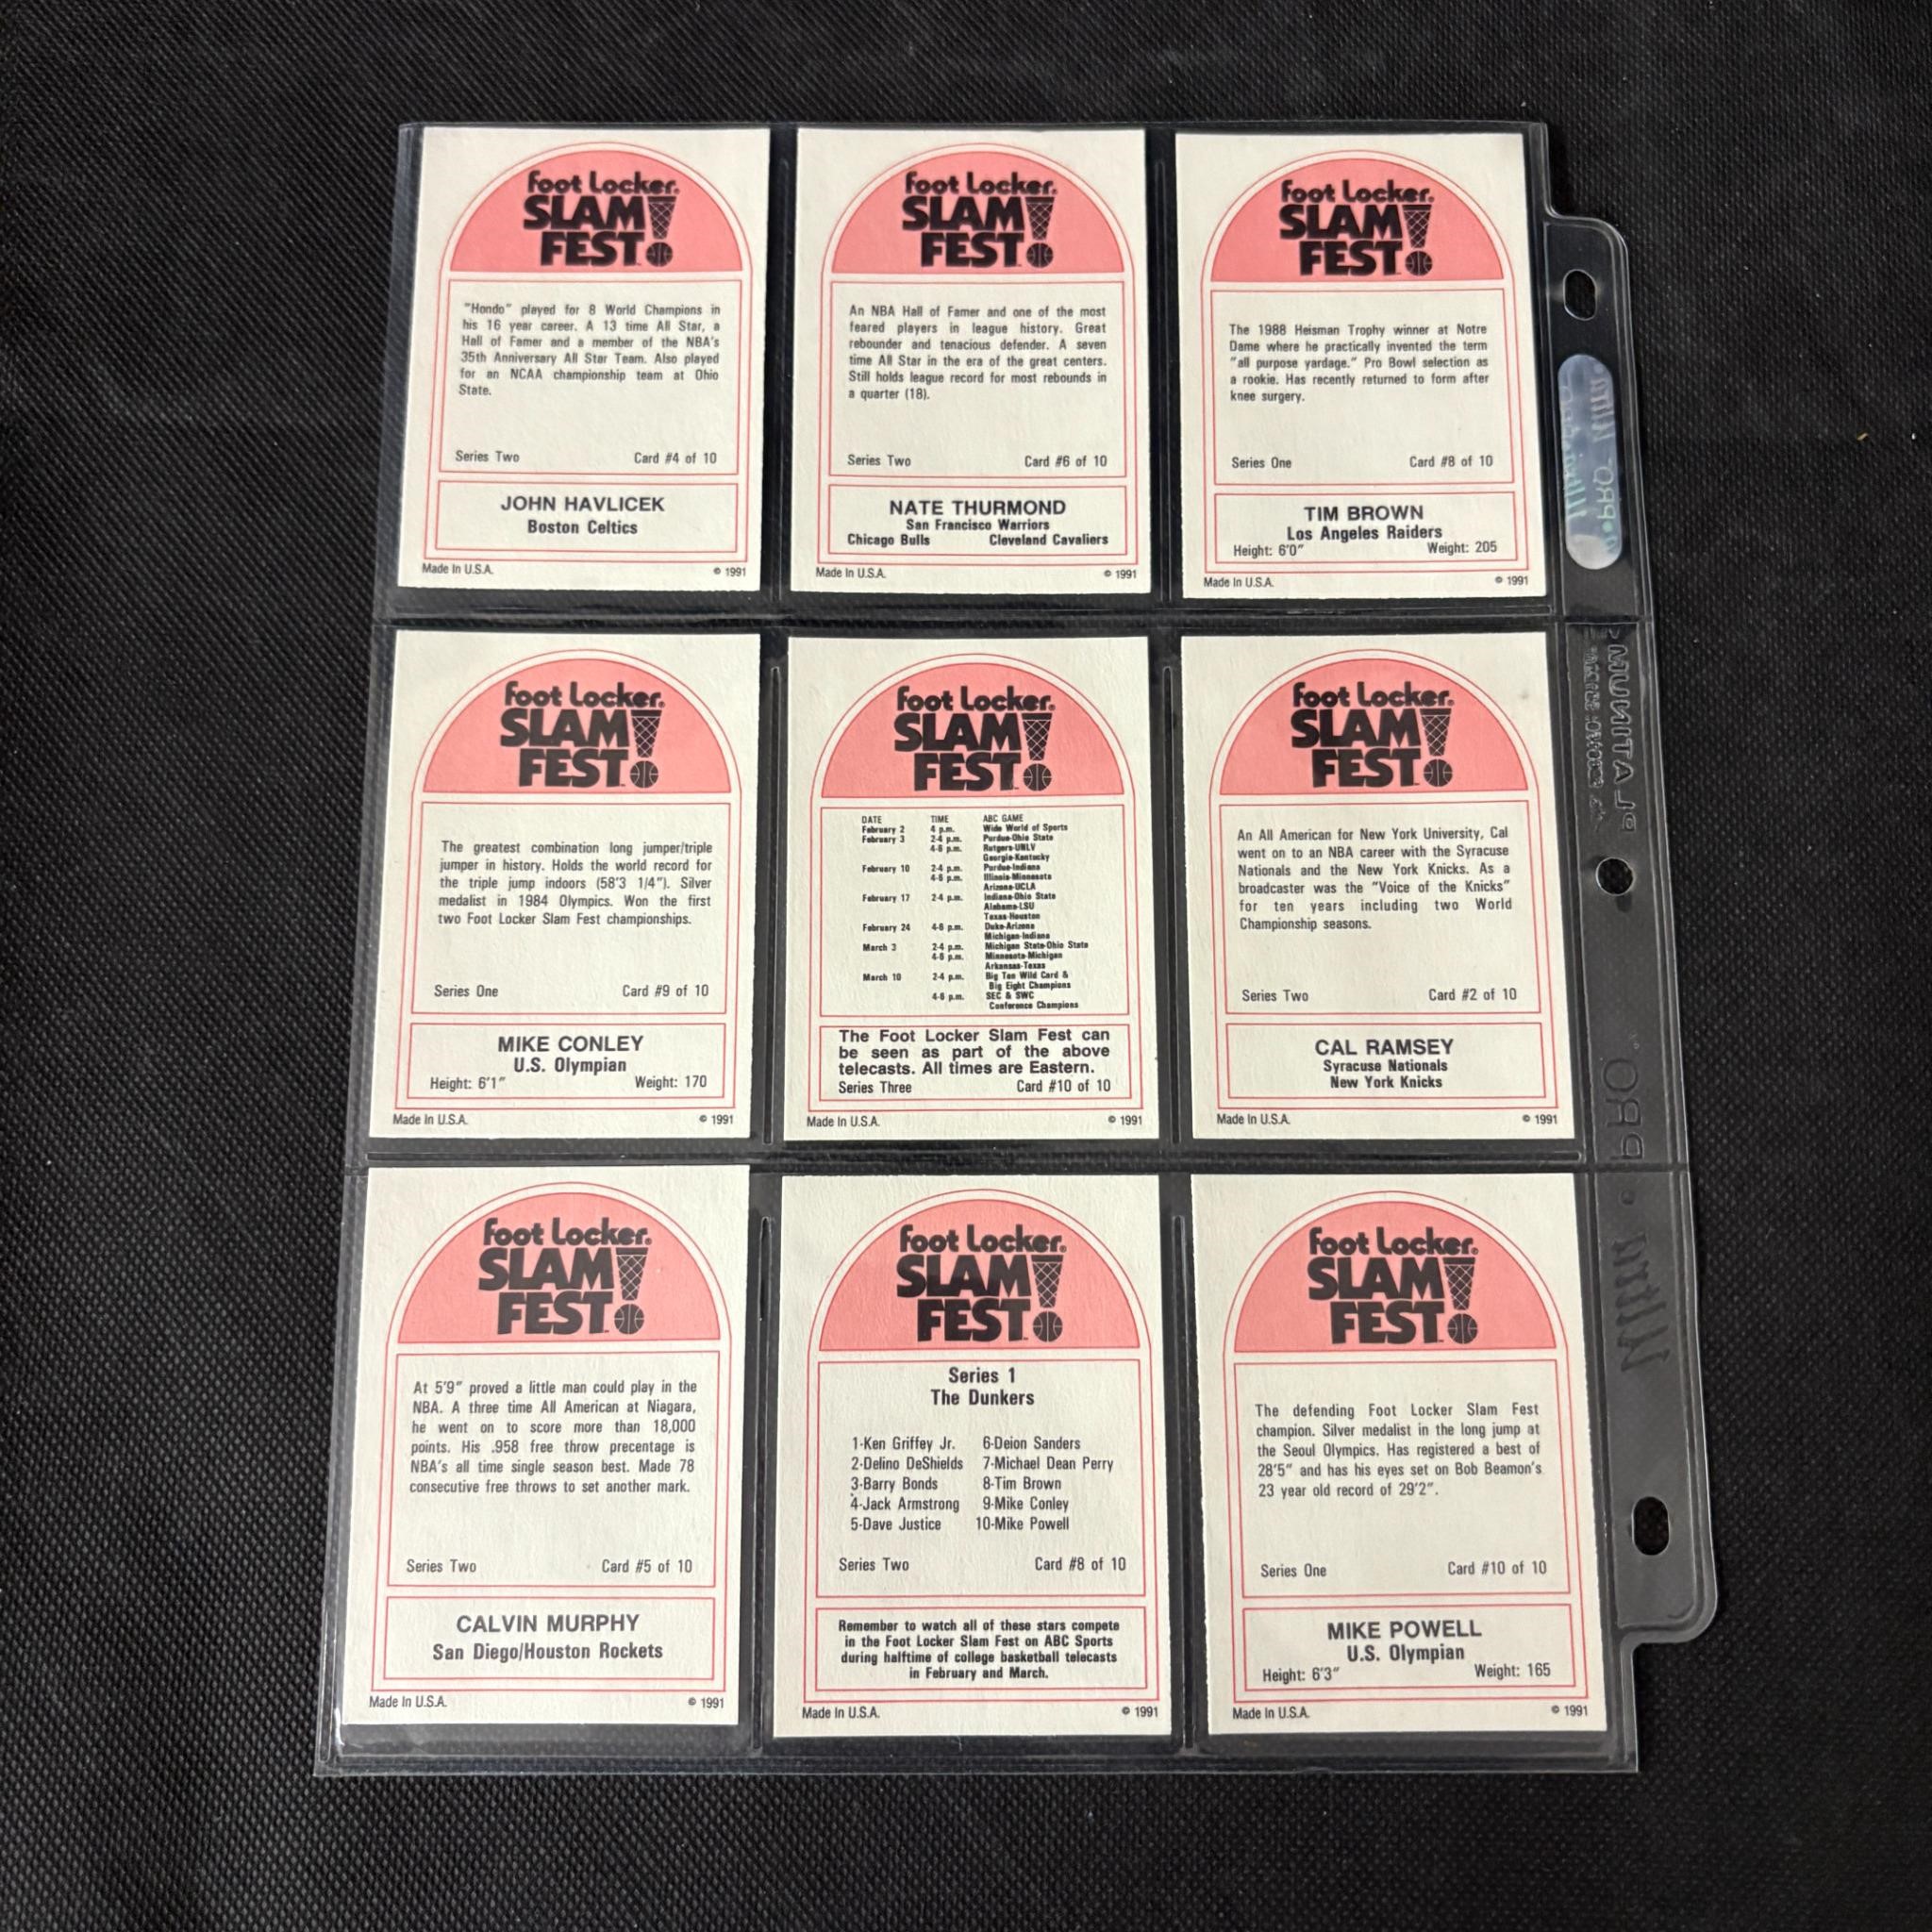 foot Locker.
SLAM
FEST!
"Hondo" played for 8 World Champions in
his 16 year career. A 13 time All Star, a
Hall of Famer and a member of the NBA's
35th Anniversary All Star Team. Also played
for an NCAA championship team at Ohio
State.
Series Two Card #4 of 10
JOHN HAVLICEK
Boston Celtics
Made In U.S.A. © 1991
foot Locker.
SLAM
FEST!
An NBA Hall of Famer and one of the most
feared players in league history. Great
rebounder and tenacious defender. A seven
time All Star in the era of the great centers.
Still holds league record for most rebounds in
a quarter (18).
Series Two Card #6 of 10
NATE THURMOND
San Francisco Warriors
Chicago Bulls Cleveland Cavaliers
Made In U.S.A. © 1991
foot Locker.
SLAM
FEST!
The 1988 Heisman Trophy winner at Notre
Dame where he practically invented the term
"all purpose yardage." Pro Bowl selection as
a rookie. Has recently returned to form after
knee surgery.
Series One Card #8 of 10
TIM BROWN
Los Angeles Raiders
Height: 6'0" Weight: 205
Made In U.S.A. © 1991
foot Locker.
SLAM
FEST!
The greatest combination long jumper/triple
jumper in history. Holds the world record for
the triple jump indoors (58'3 1/4"). Silver
medalist in 1984 Olympics. Won the first
two Foot Locker Slam Fest championships.
Series One Card #9 of 10
MIKE CONLEY
U.S. Olympian
Height: 6'1" Weight: 170
Made In U.S.A. © 1991
foot Locker.
SLAM
FEST!
DATE TIME ABC GAME
February 2 4 p.m. Wide World of Sports
February 3 2-4 p.m. Purdue-Ohio State
4-6 p.m. Rutgers-UNLV
Georgia-Kentucky
February 10 2-4 p.m. Purdue-Indiana
4-6 p.m. Illinois-Minnesota
Arizona-UCLA
February 17 2-4 p.m. Indiana-Ohio State
Alabama-LSU
Texas-Houston
February 24 4-6 p.m. Duke-Arizona
Michigan-Indiana
March 3 2-4 p.m. Michigan State-Ohio State
4-6 p.m. Minnesota-Michigan
Arkansas-Texas
March 10 2-4 p.m. Big Ten Wild Card &
Big Eight Champions
4-6 p.m. SEC & SWC
Conference Champions
The Foot Locker Slam Fest can
be seen as part of the above
telecasts. All times are Eastern.
Series Three Card #10 of 10
Made In U.S.A. © 1991
foot Locker.
SLAM
FEST!
An All American for New York University, Cal
went on to an NBA career with the Syracuse
Nationals and the New York Knicks. As a
broadcaster was the "Voice of the Knicks"
for ten years including two World
Championship seasons.
Series Two Card #2 of 10
CAL RAMSEY
Syracuse Nationals
New York Knicks
Made In U.S.A. © 1991
foot Locker.
SLAM
FEST!
At 5'9" proved a little man could play in the
NBA. A three time All American at Niagara,
he went on to score more than 18,000
points. His .958 free throw precentage is
NBA's all time single season best. Made 78
consecutive free throws to set another mark.
Series Two Card #5 of 10
CALVIN MURPHY
San Diego/Houston Rockets
Made In U.S.A. © 1991
foot Locker.
SLAM
FEST!
Series 1
The Dunkers
1-Ken Griffey Jr. 6-Deion Sanders
2-Delino DeShields 7-Michael Dean Perry
3-Barry Bonds 8-Tim Brown
4-Jack Armstrong 9-Mike Conley
5-Dave Justice 10-Mike Powell
Series Two Card #8 of 10
Remember to watch all of these stars compete
in the Foot Locker Slam Fest on ABC Sports
during halftime of college basketball telecasts
in February and March.
Made In U.S.A. © 1991
foot Locker.
SLAM
FEST!
The defending Foot Locker Slam Fest
champion. Silver medalist in the long jump at
the Seoul Olympics. Has registered a best of
28'5" and has his eyes set on Bob Beamon's
23 year old record of 29'2".
Series One Card #10 of 10
MIKE POWELL
U.S. Olympian
Height: 6'3" Weight: 165
Made In U.S.A. © 1991
PLATINUM
PRO